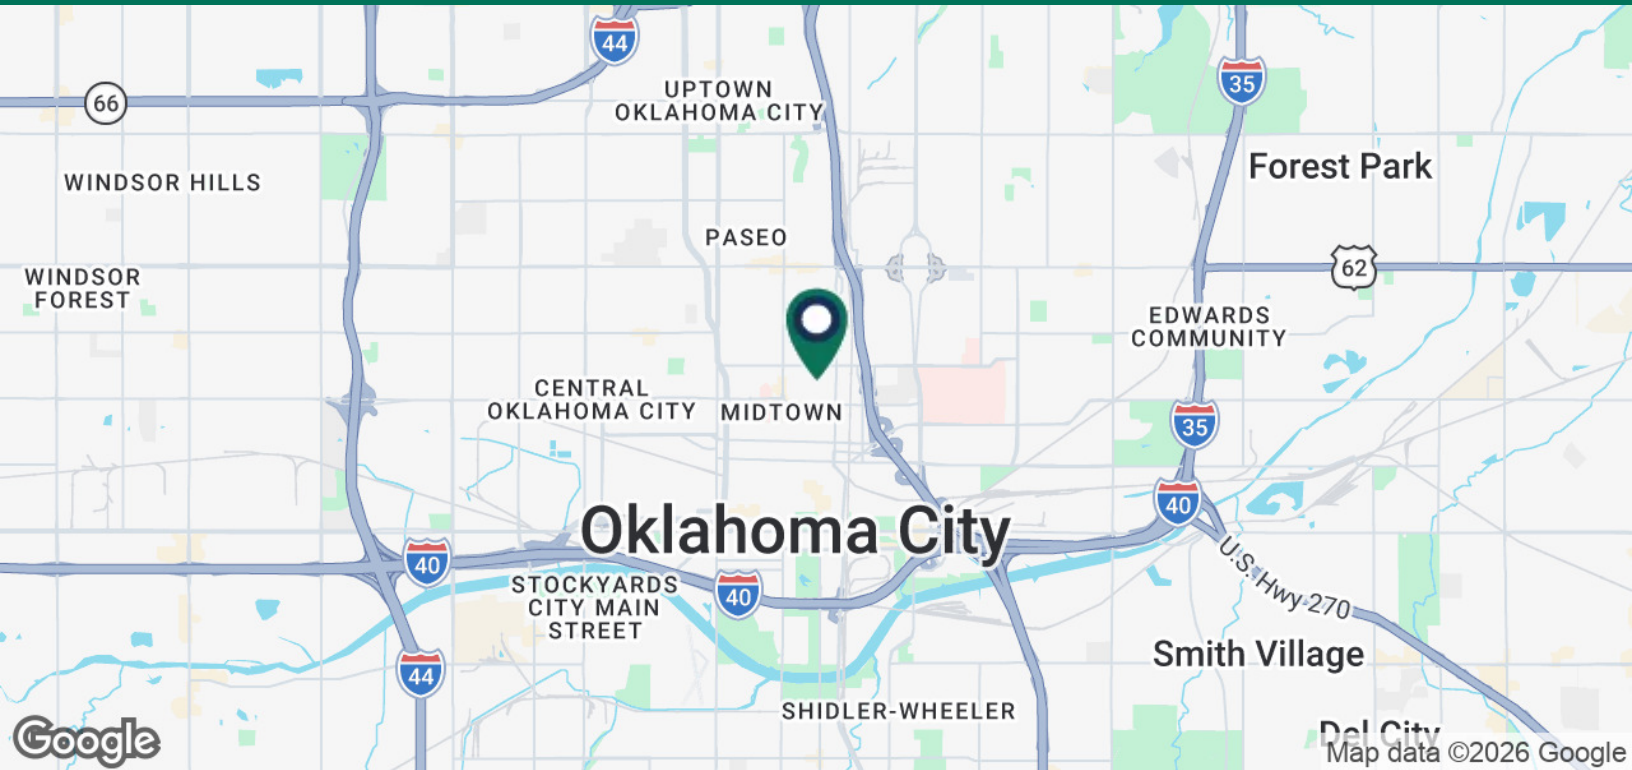 44
35
66
UPTOWN
OKLAHOMA CITY
Forest Park
WINDSOR HILLS
PASEO
62
WINDSOR
FOREST
EDWARDS
COMMUNITY
CENTRAL
OKLAHOMA CITY
MIDTOWN
35
40
Oklahoma City
40
40
U.S. Hwy 270
STOCKYARDS
CITY MAIN
STREET
Smith Village
44
SHIDLER-WHEELER
Del City
Google
Map data ©2026 Google